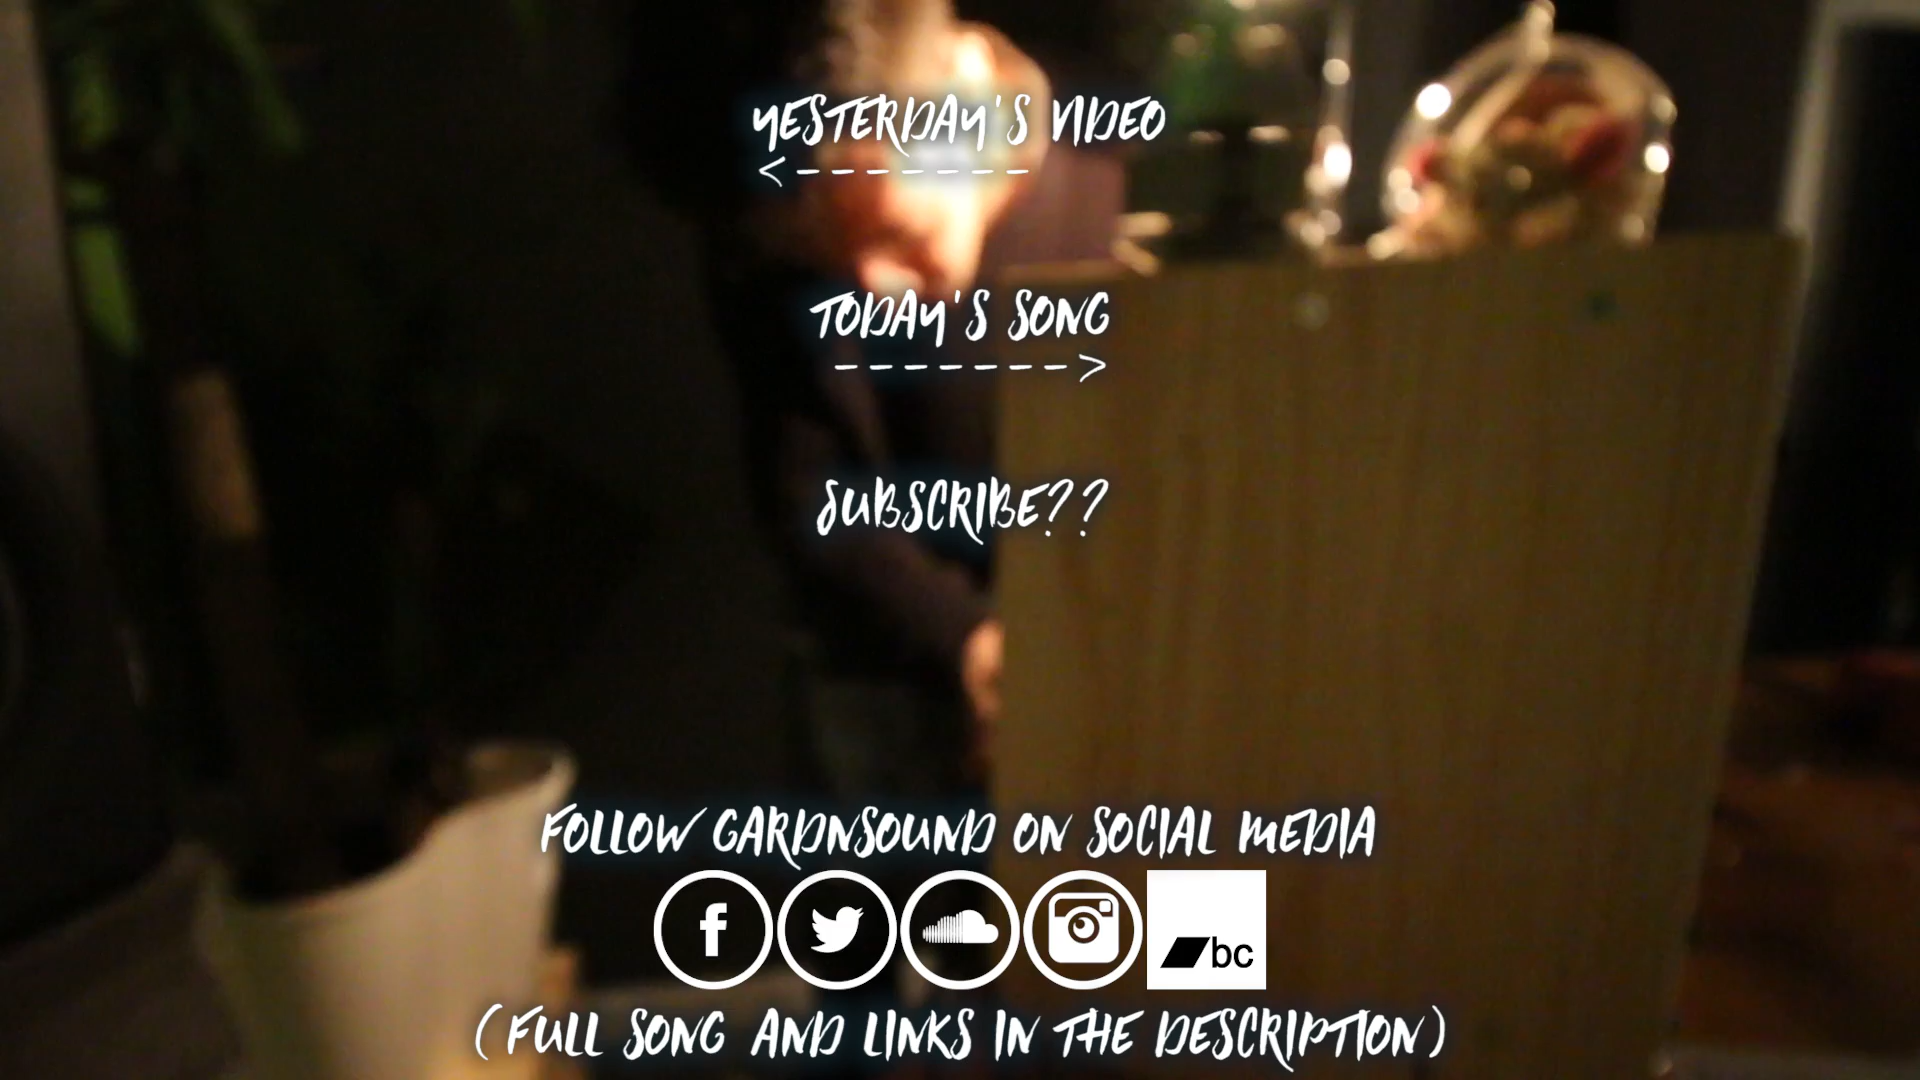 YESTERDAY'S VIDEO
<-------
TODAY'S SONG
------->
SUBSCRIBE??
FOLLOW GARDNSOUND ON SOCIAL MEDIA
f
bc
(FULL SONG AND LINKS IN THE DESCRIPTION)